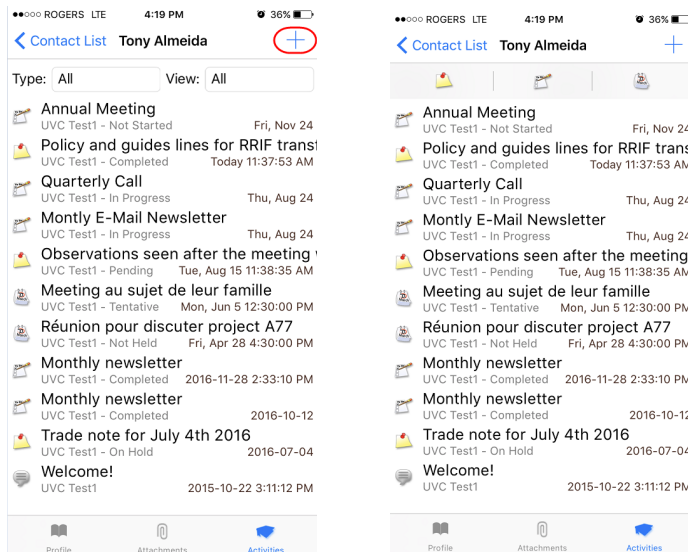 ROGERS LTE 4:19 PM 36%
Contact List Tony Almeida
Type: All View: All
Annual Meeting
UVC Test1 - Not Started Fri, Nov 24
Policy and guides lines for RRIF transf
UVC Test1 - Completed Today 11:37:53 AM
Quarterly Call
UVC Test1 - In Progress Thu, Aug 24
Montly E-Mail Newsletter
UVC Test1 - In Progress Thu, Aug 24
Observations seen after the meeting
UVC Test1 - Pending Tue, Aug 15 11:38:35 AM
Meeting au sujet de leur famille
UVC Test1 - Tentative Mon, Jun 5 12:30:00 PM
Réunion pour discuter project A77
UVC Test1 - Not Held Fri, Apr 28 4:30:00 PM
Monthly newsletter
UVC Test1 - Completed 2016-11-28 2:33:10 PM
Monthly newsletter
UVC Test1 - Completed 2016-10-12
Trade note for July 4th 2016
UVC Test1 - On Hold 2016-07-04
Welcome!
UVC Test1 2015-10-22 3:11:12 PM
Profile Attachments Activities
ROGERS LTE 4:19 PM 36%
Contact List Tony Almeida
Annual Meeting
UVC Test1 - Not Started Fri, Nov 24
Policy and guides lines for RRIF trans
UVC Test1 - Completed Today 11:37:53 AM
Quarterly Call
UVC Test1 - In Progress Thu, Aug 24
Montly E-Mail Newsletter
UVC Test1 - In Progress Thu, Aug 24
Observations seen after the meeting
UVC Test1 - Pending Tue, Aug 15 11:38:35 AM
Meeting au sujet de leur famille
UVC Test1 - Tentative Mon, Jun 5 12:30:00 PM
Réunion pour discuter project A77
UVC Test1 - Not Held Fri, Apr 28 4:30:00 PM
Monthly newsletter
UVC Test1 - Completed 2016-11-28 2:33:10 PM
Monthly newsletter
UVC Test1 - Completed 2016-10-12
Trade note for July 4th 2016
UVC Test1 - On Hold 2016-07-04
Welcome!
UVC Test1 2015-10-22 3:11:12 PM
Profile Attachments Activities